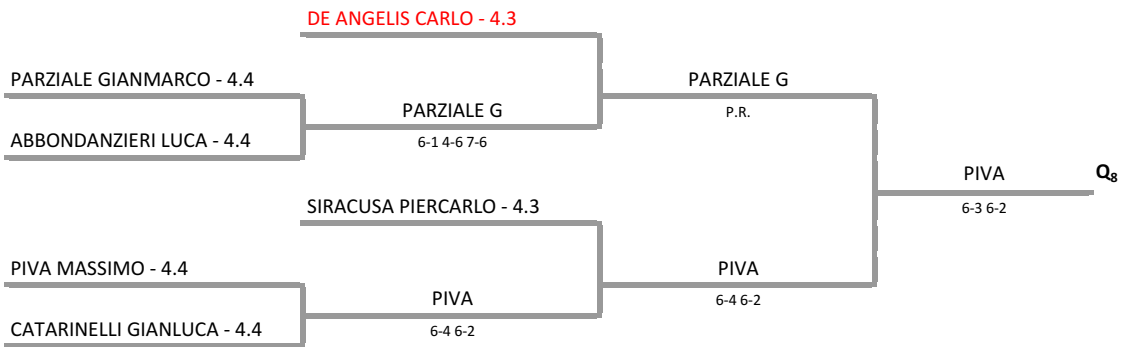 DE ANGELIS CARLO - 4.3
PARZIALE GIANMARCO - 4.4
PARZIALE G
PARZIALE G
P.R.
ABBONDANZIERI LUCA - 4.4
6-1 4-6 7-6
PIVA
Q₈
6-3 6-2
SIRACUSA PIERCARLO - 4.3
PIVA MASSIMO - 4.4
PIVA
PIVA
6-4 6-2
CATARINELLI GIANLUCA - 4.4
6-4 6-2